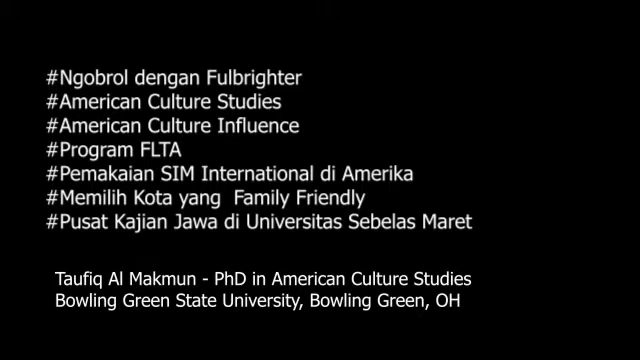 #Ngobrol dengan Fulbrighter
#American Culture Studies
#American Culture Influence
#Program FLTA
#Pemakaian SIM International di Amerika
#Memilih Kota yang  Family Friendly
#Pusat Kajian Jawa di Universitas Sebelas Maret
Taufiq Al Makmun - PhD in American Culture Studies
Bowling Green State University, Bowling Green, OH